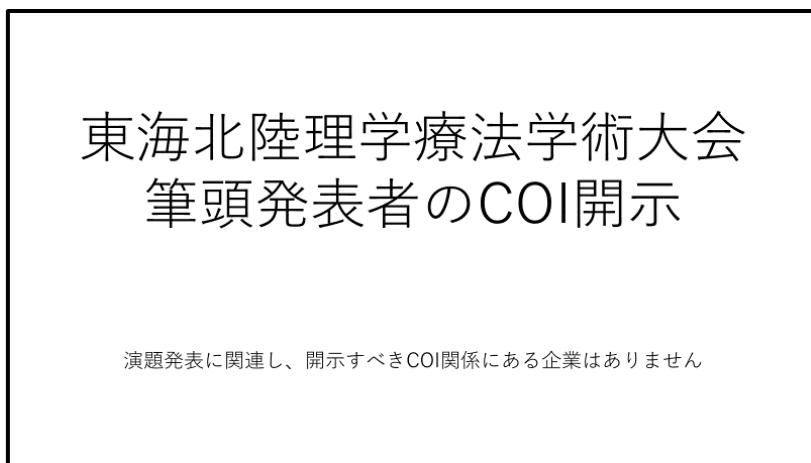 東海北陸理学療法学術大会
筆頭発表者のCOI開示
演題発表に関連し、開示すべきCOI関係にある企業はありません